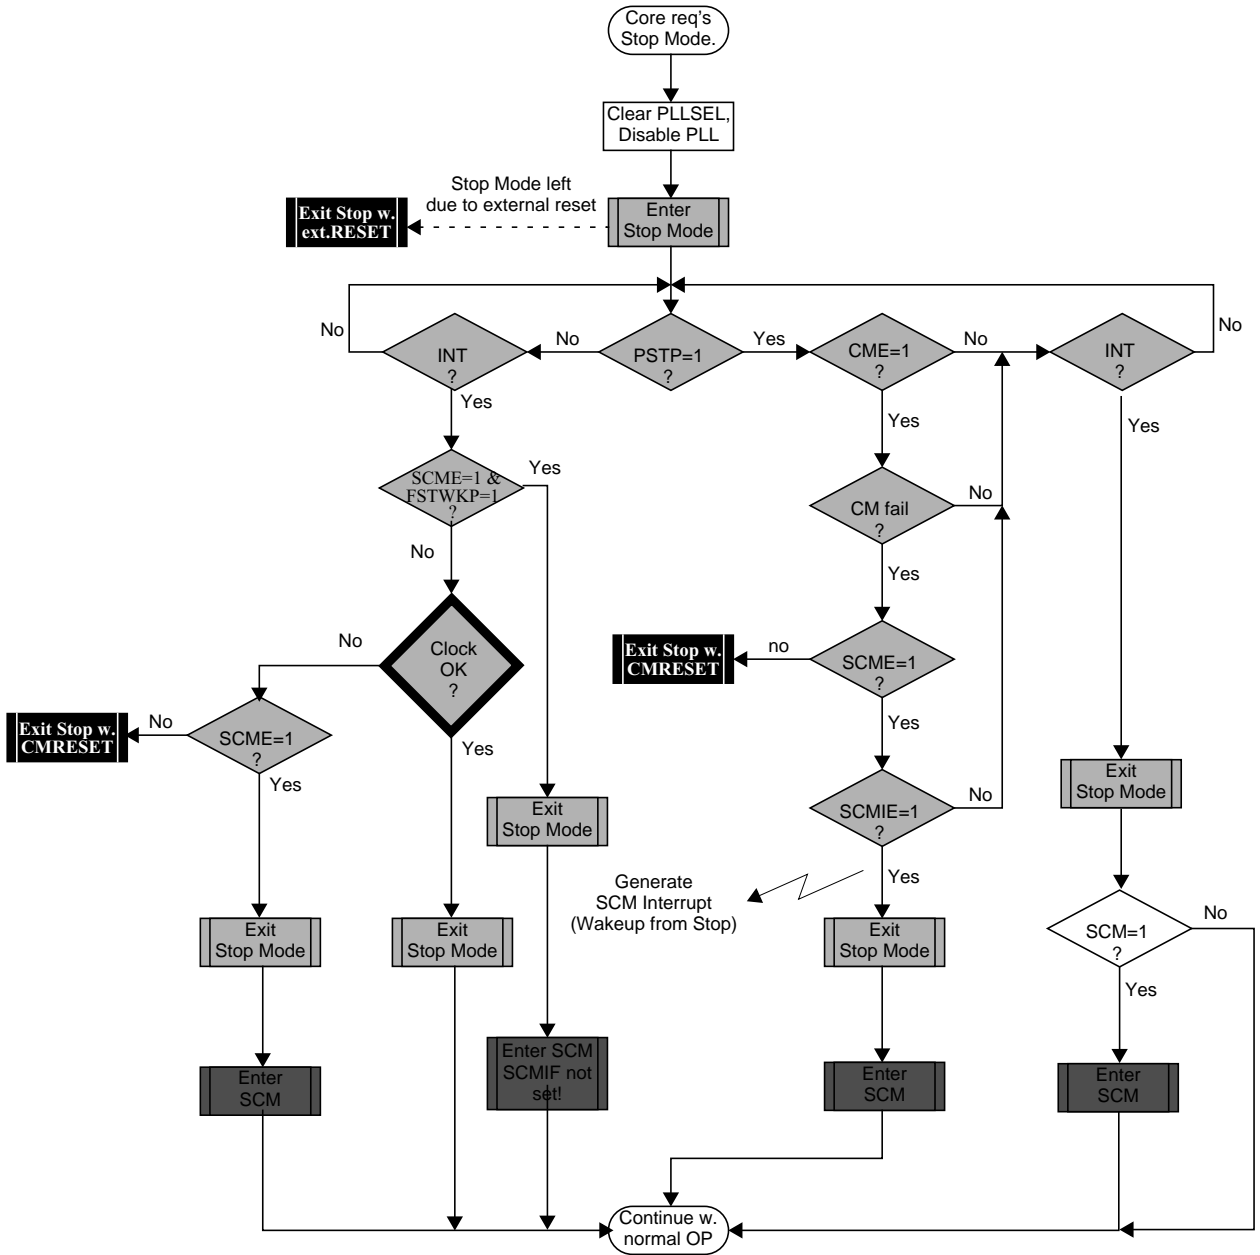 Core req's
Stop Mode.
Clear PLLSEL,
Disable PLL
Stop Mode left
due to external reset
Exit Stop w.
ext.RESET
Enter
Stop Mode
No
INT
?
No
PSTP=1
?
Yes
CME=1
?
No
INT
?
No
Yes
Yes
Yes
SCME=1 &
FSTWKP=1
?
Yes
CM fail
?
No
No
Yes
No
Clock
OK
?
Exit Stop w.
CMRESET
no
SCME=1
?
Exit Stop w.
CMRESET
No
SCME=1
?
Yes
Yes
Yes
Exit
Stop Mode
Exit
Stop Mode
SCMIE=1
?
No
Generate
SCM Interrupt
(Wakeup from Stop)
Yes
Exit
Stop Mode
Exit
Stop Mode
Exit
Stop Mode
SCM=1
?
No
Yes
Enter
SCM
Enter SCM
SCMIF not
set!
Enter
SCM
Enter
SCM
Continue w.
normal OP